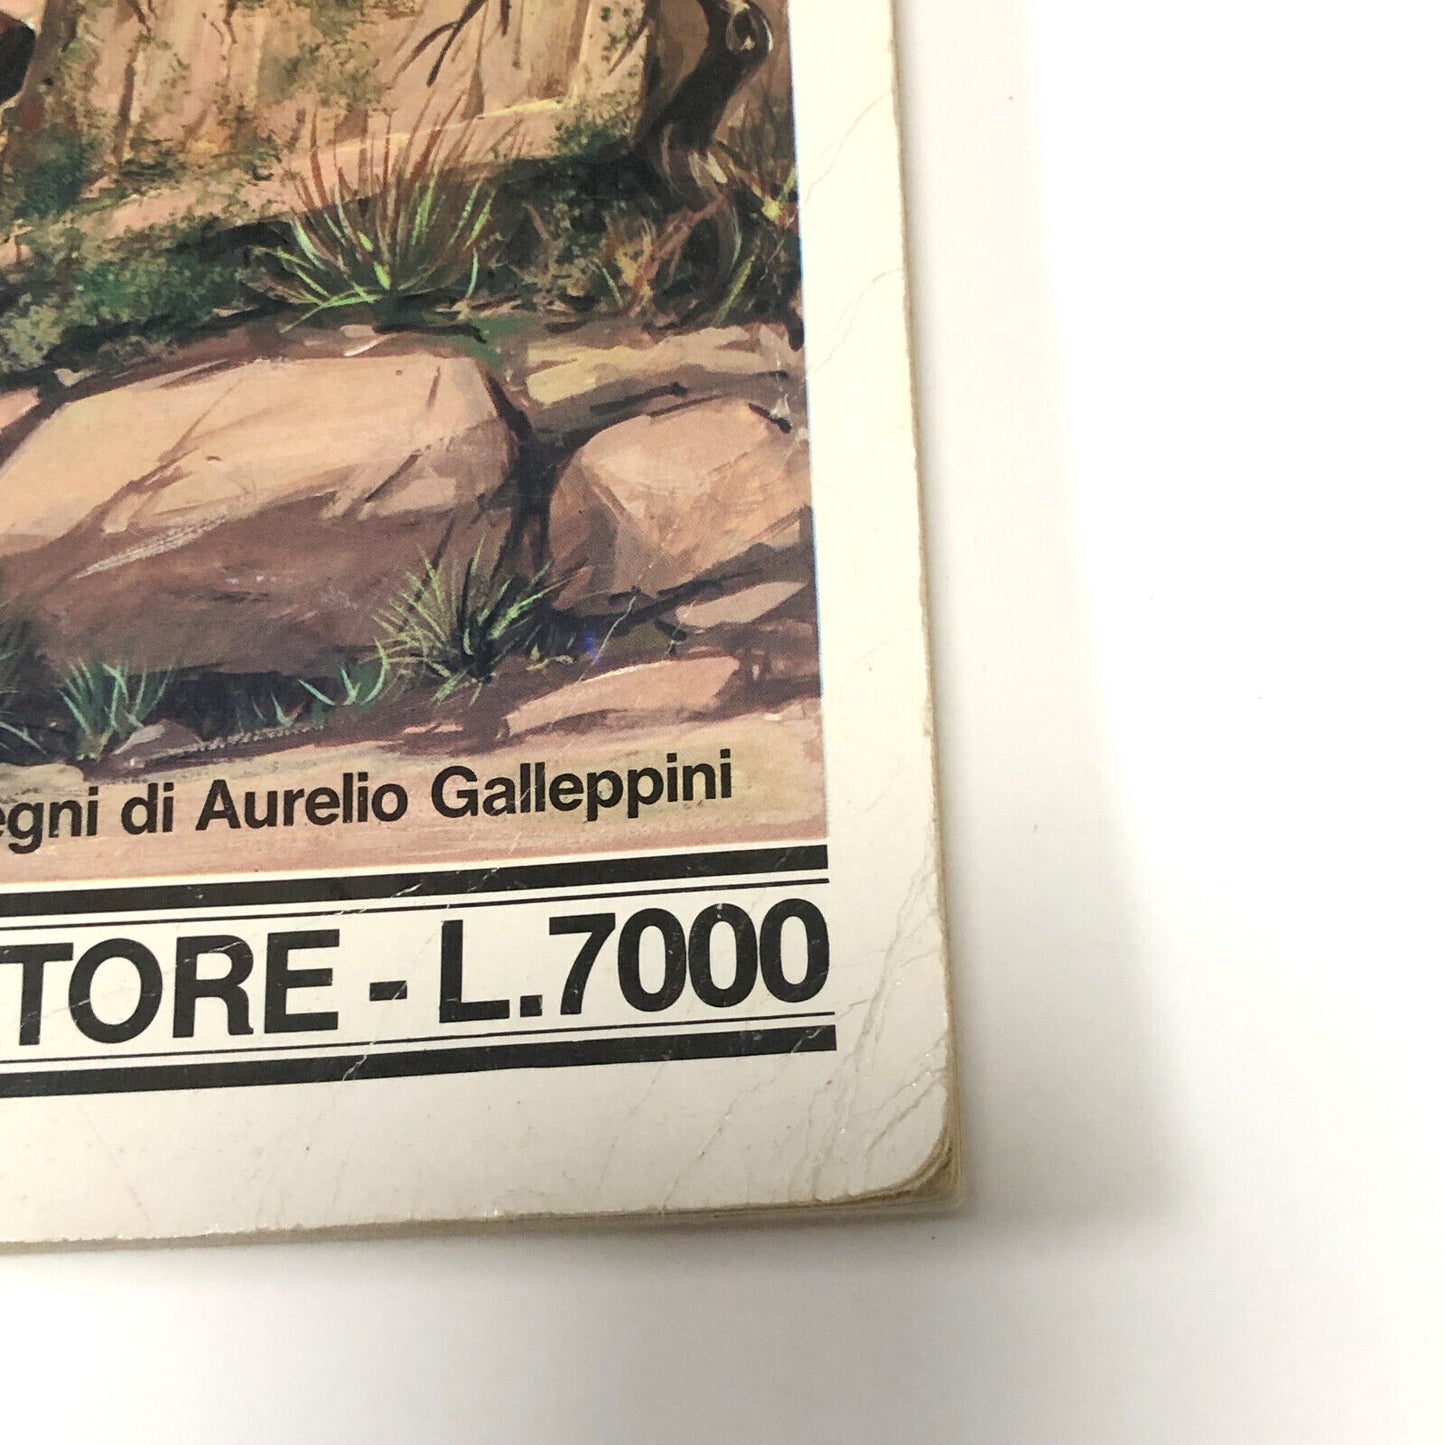 egni di Aurelio Galleppini
TORE - L.7000